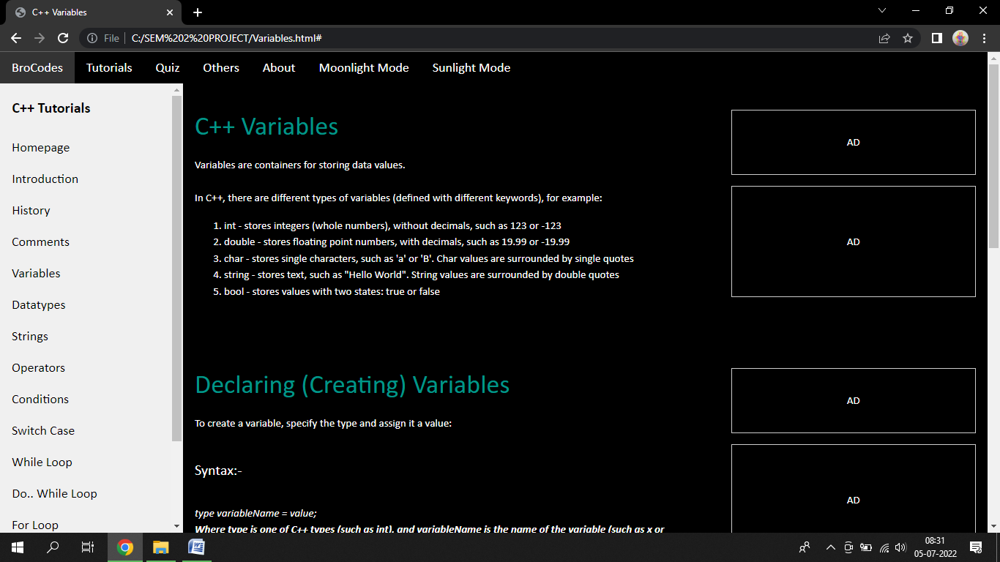 C++ Variables
File C:/SEM%202%20PROJECT/Variables.html#
BroCodes Tutorials Quiz Others About Moonlight Mode Sunlight Mode
C++ Tutorials
Homepage
Introduction
History
Comments
Variables
Datatypes
Strings
Operators
Conditions
Switch Case
While Loop
Do.. While Loop
For Loop
C++ Variables
Variables are containers for storing data values.
In C++, there are different types of variables (defined with different keywords), for example:
1. int - stores integers (whole numbers), without decimals, such as 123 or -123
2. double - stores floating point numbers, with decimals, such as 19.99 or -19.99
3. char - stores single characters, such as 'a' or 'B'. Char values are surrounded by single quotes
4. string - stores text, such as "Hello World". String values are surrounded by double quotes
5. bool - stores values with two states: true or false
AD
AD
Declaring (Creating) Variables
To create a variable, specify the type and assign it a value:
Syntax:-
type variableName = value;
Where type is one of C++ types (such as int), and variableName is the name of the variable (such as x or
AD
AD
08:31
05-07-2022